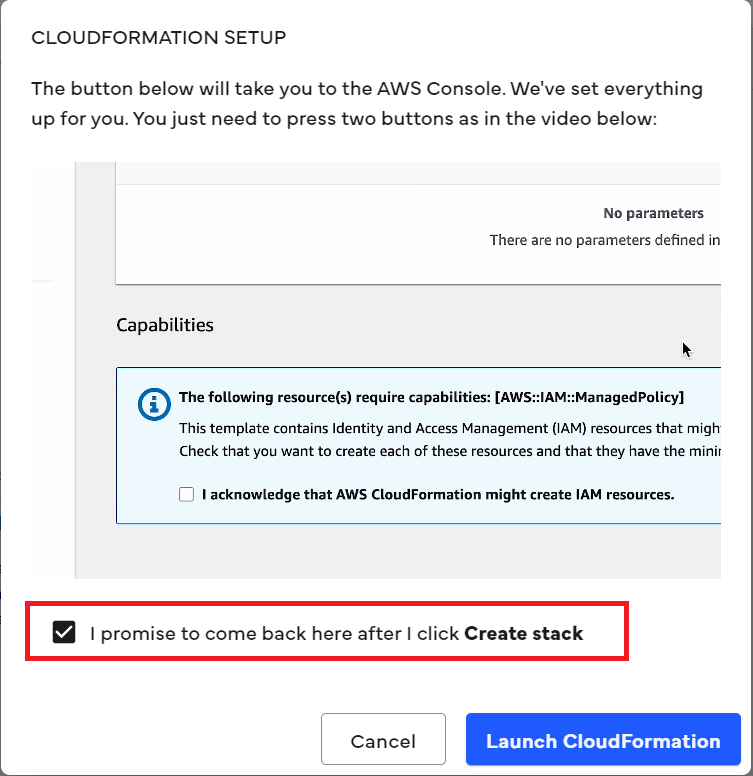 CLOUDFORMATION SETUP
The button below will take you to the AWS Console. We've set everything
up for you. You just need to press two buttons as in the video below:
No parameters
There are no parameters defined in
Capabilities
The following resource(s) require capabilities: [AWS::IAM::ManagedPolicy]
This template contains Identity and Access Management (IAM) resources that
Check that you want to create each of these resources and that they have the
I acknowledge that AWS CloudFormation might create IAM resources.
I promise to come back here after I click Create stack
Cancel
Launch CloudFormation